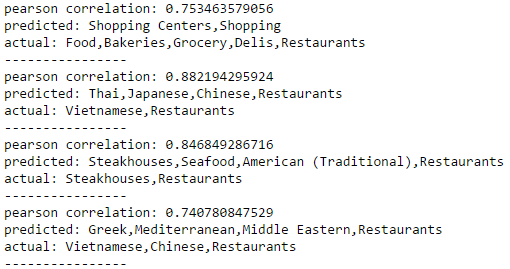 pearson correlation: 0.753463579056
predicted: Shopping Centers,Shopping
actual: Food,Bakeries,Grocery,Delis,Restaurants
----------------
pearson correlation: 0.882194295924
predicted: Thai,Japanese,Chinese,Restaurants
actual: Vietnamese,Restaurants
----------------
pearson correlation: 0.846849286716
predicted: Steakhouses,Seafood,American (Traditional),Restaurants
actual: Steakhouses,Restaurants
----------------
pearson correlation: 0.740780847529
predicted: Greek,Mediterranean,Middle Eastern,Restaurants
actual: Vietnamese,Chinese,Restaurants
----------------